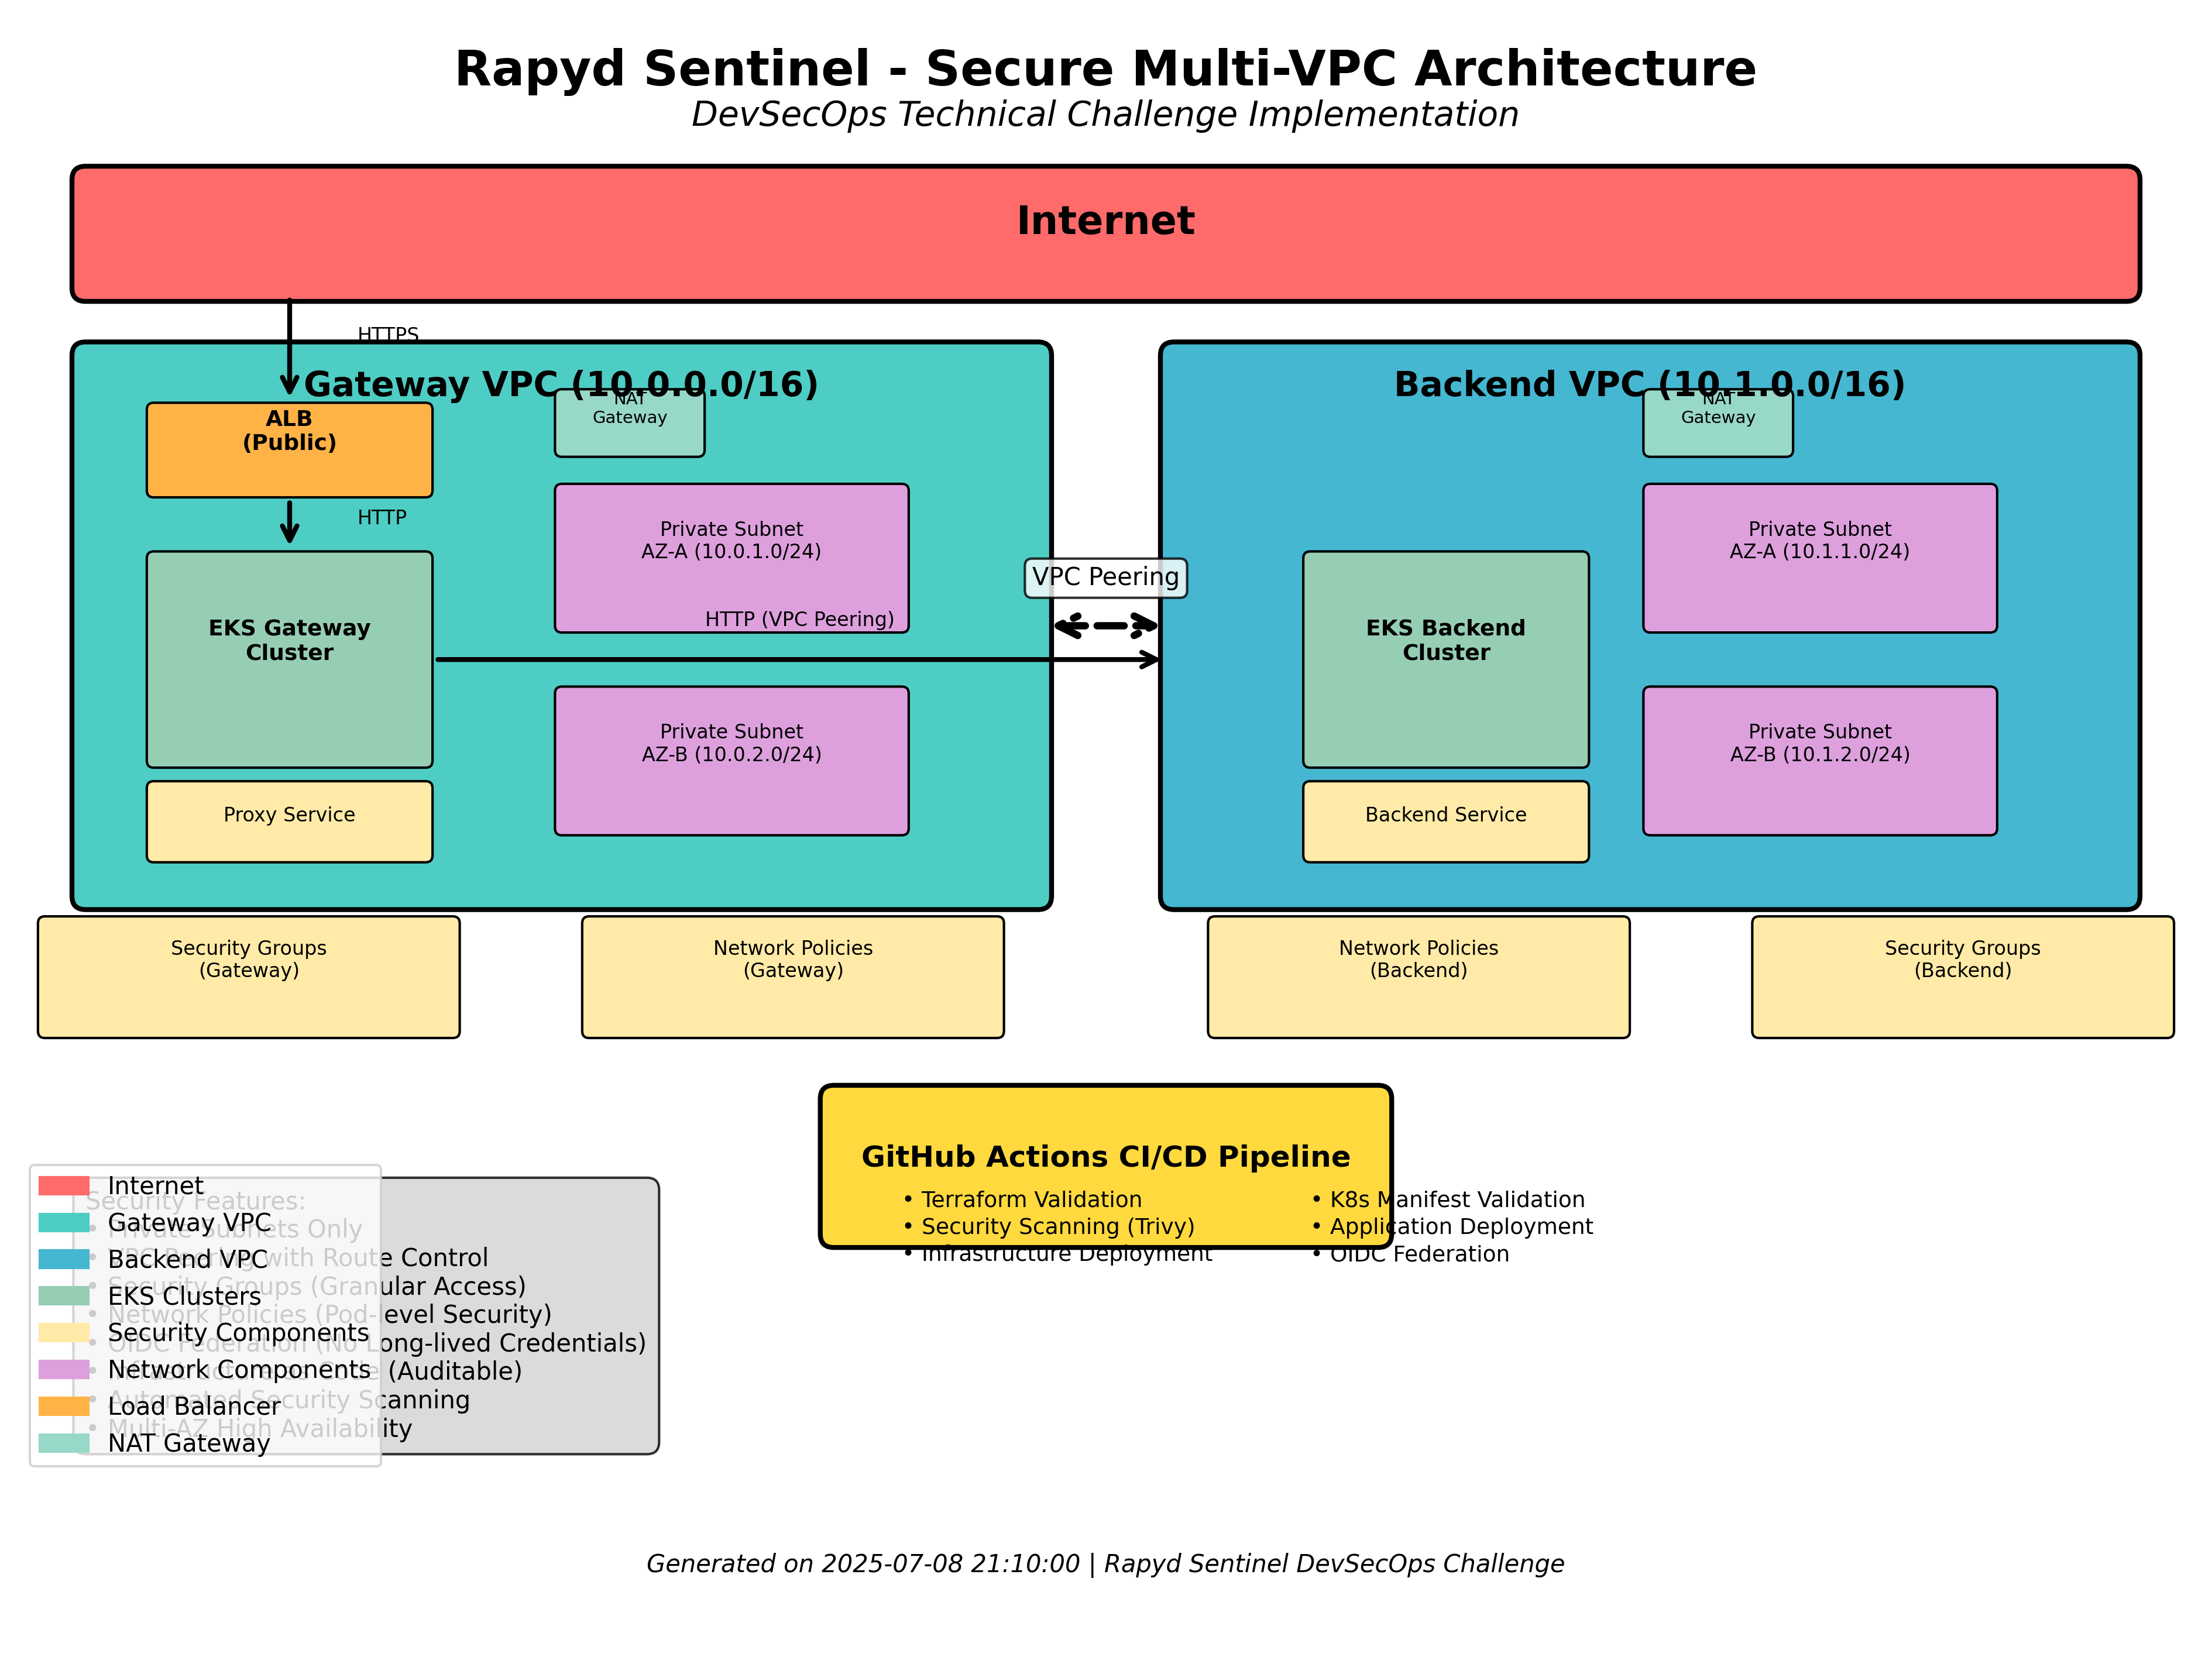 Rapyd Sentinel - Secure Multi-VPC Architecture
DevSecOps Technical Challenge Implementation
Internet
HTTPS
Gateway VPC (10.0.0.0/16)
ALB
(Public)
NAT
Gateway
HTTP
Private Subnet
AZ-A (10.0.1.0/24)
HTTP (VPC Peering)
EKS Gateway
Cluster
Private Subnet
AZ-B (10.0.2.0/24)
Proxy Service
VPC Peering
Backend VPC (10.1.0.0/16)
NAT
Gateway
Private Subnet
AZ-A (10.1.1.0/24)
EKS Backend
Cluster
Private Subnet
AZ-B (10.1.2.0/24)
Backend Service
Security Groups
(Gateway)
Network Policies
(Gateway)
Network Policies
(Backend)
Security Groups
(Backend)
GitHub Actions CI/CD Pipeline
• Terraform Validation
• Security Scanning (Trivy)
• Infrastructure Deployment
• K8s Manifest Validation
• Application Deployment
• OIDC Federation
Internet
Gateway VPC
Backend VPC
EKS Clusters
Security Components
Network Components
Load Balancer
NAT Gateway
Security Features:
• Private Subnets Only
• VPC Peering with Route Control
• Security Groups (Granular Access)
• Network Policies (Pod-level Security)
• OIDC Federation (No Long-lived Credentials)
• Infrastructure as Code (Auditable)
• Automated Security Scanning
• Multi-AZ High Availability
Generated on 2025-07-08 21:10:00 | Rapyd Sentinel DevSecOps Challenge